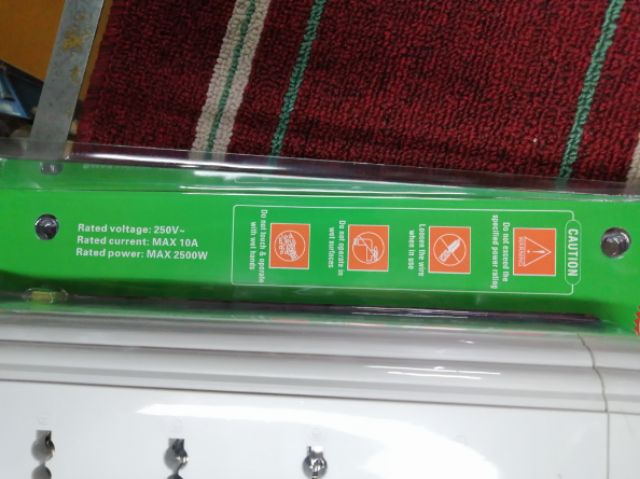 Rated voltage: 250V~
Rated current: MAX 10A
Rated power: MAX 2500W
CAUTION
Do not exceed the
specified power rating
Loosen the wire
when in use
Do not operate in
wet surfaces
Do not touch & operate
with wet hands